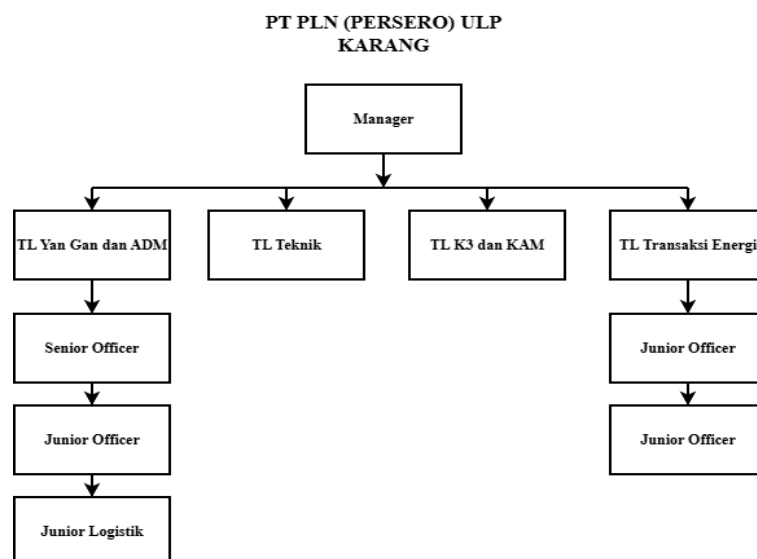 PT PLN (PERSERO) ULP
KARANG
Manager
TL Yan Gan dan ADM
TL Teknik
TL K3 dan KAM
TL Transaksi Energi
Senior Officer
Junior Officer
Junior Officer
Junior Officer
Junior Logistik